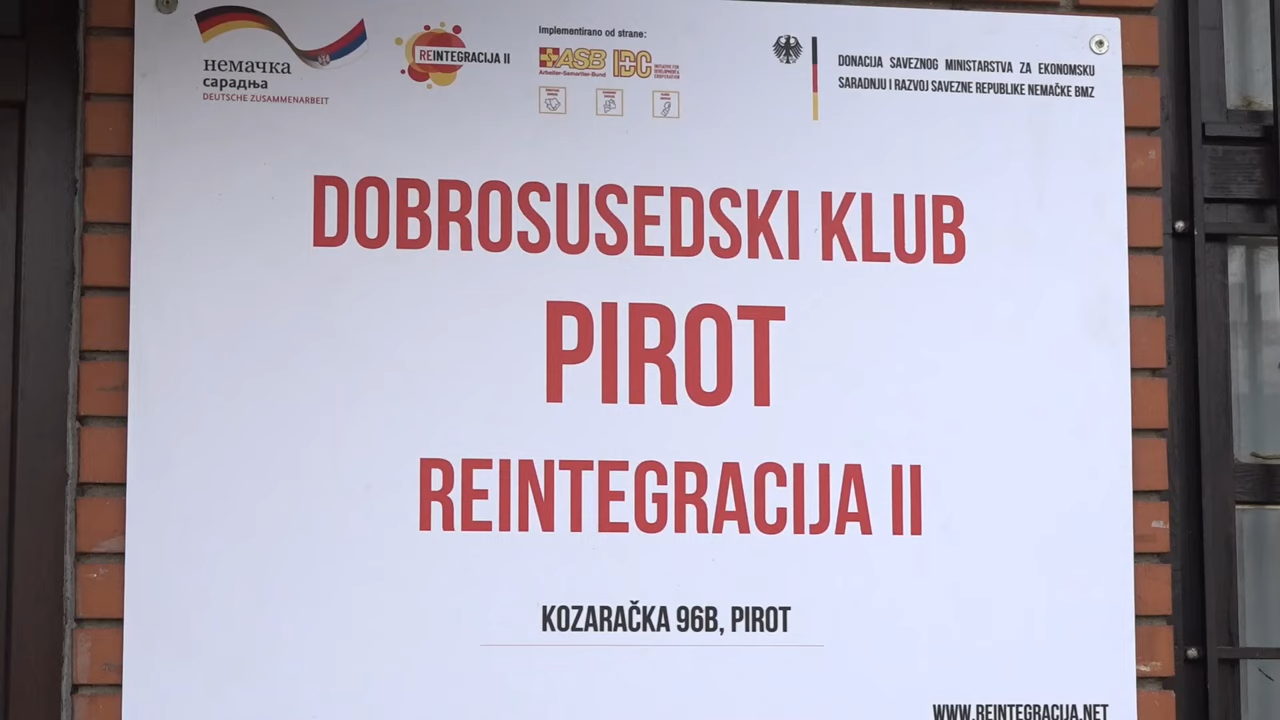 немачка
сарадња
DEUTSCHE ZUSAMMENARBEIT
REINTEGRACIJA II
Implementirano od strane:
ASB
Arbeiter-Samariter-Bund
IDC
INITIATIVE FOR
DEVELOPMENT &
COOPERATION
DONACIJA SAVEZNOG MINISTARSTVA ZA EKONOMSKU
SARADNJU I RAZVOJ SAVEZNE REPUBLIKE NEMAČKE BMZ
DOBROSUSEDSKI KLUB
PIROT
REINTEGRACIJA II
KOZARAČKA 96B, PIROT
WWW.REINTEGRACIJA.NET